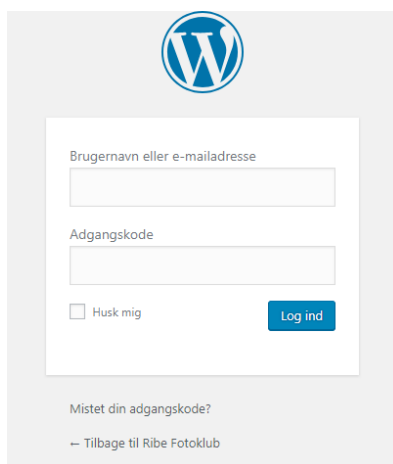 Brugernavn eller e-mailadresse
Adgangskode
Husk mig
Log ind
Mistet din adgangskode?
← Tilbage til Ribe Fotoklub